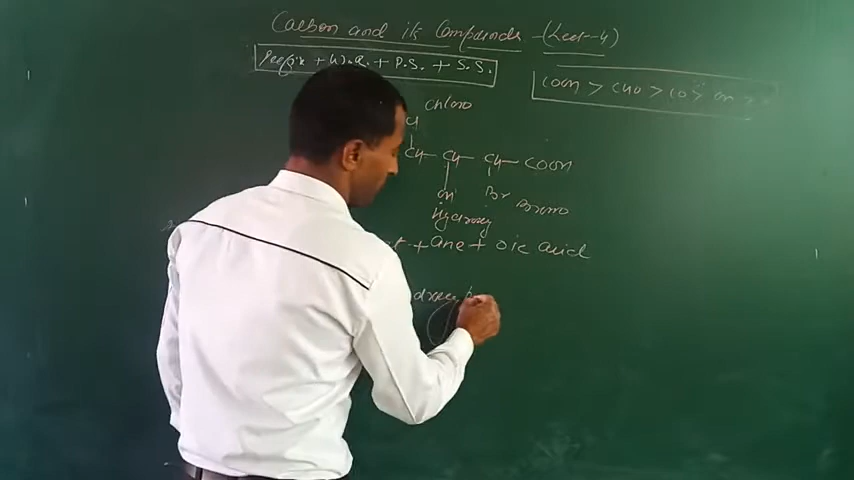 Carbon and its Compounds - (Lect-4)
+ W.R. + P.S. + S.S.
COOH > CHO > CO > OH >
chloro
Cl
CH - CH - CH - COOH
OH Br Bromo
Hydroxy
+ ane + oic acid